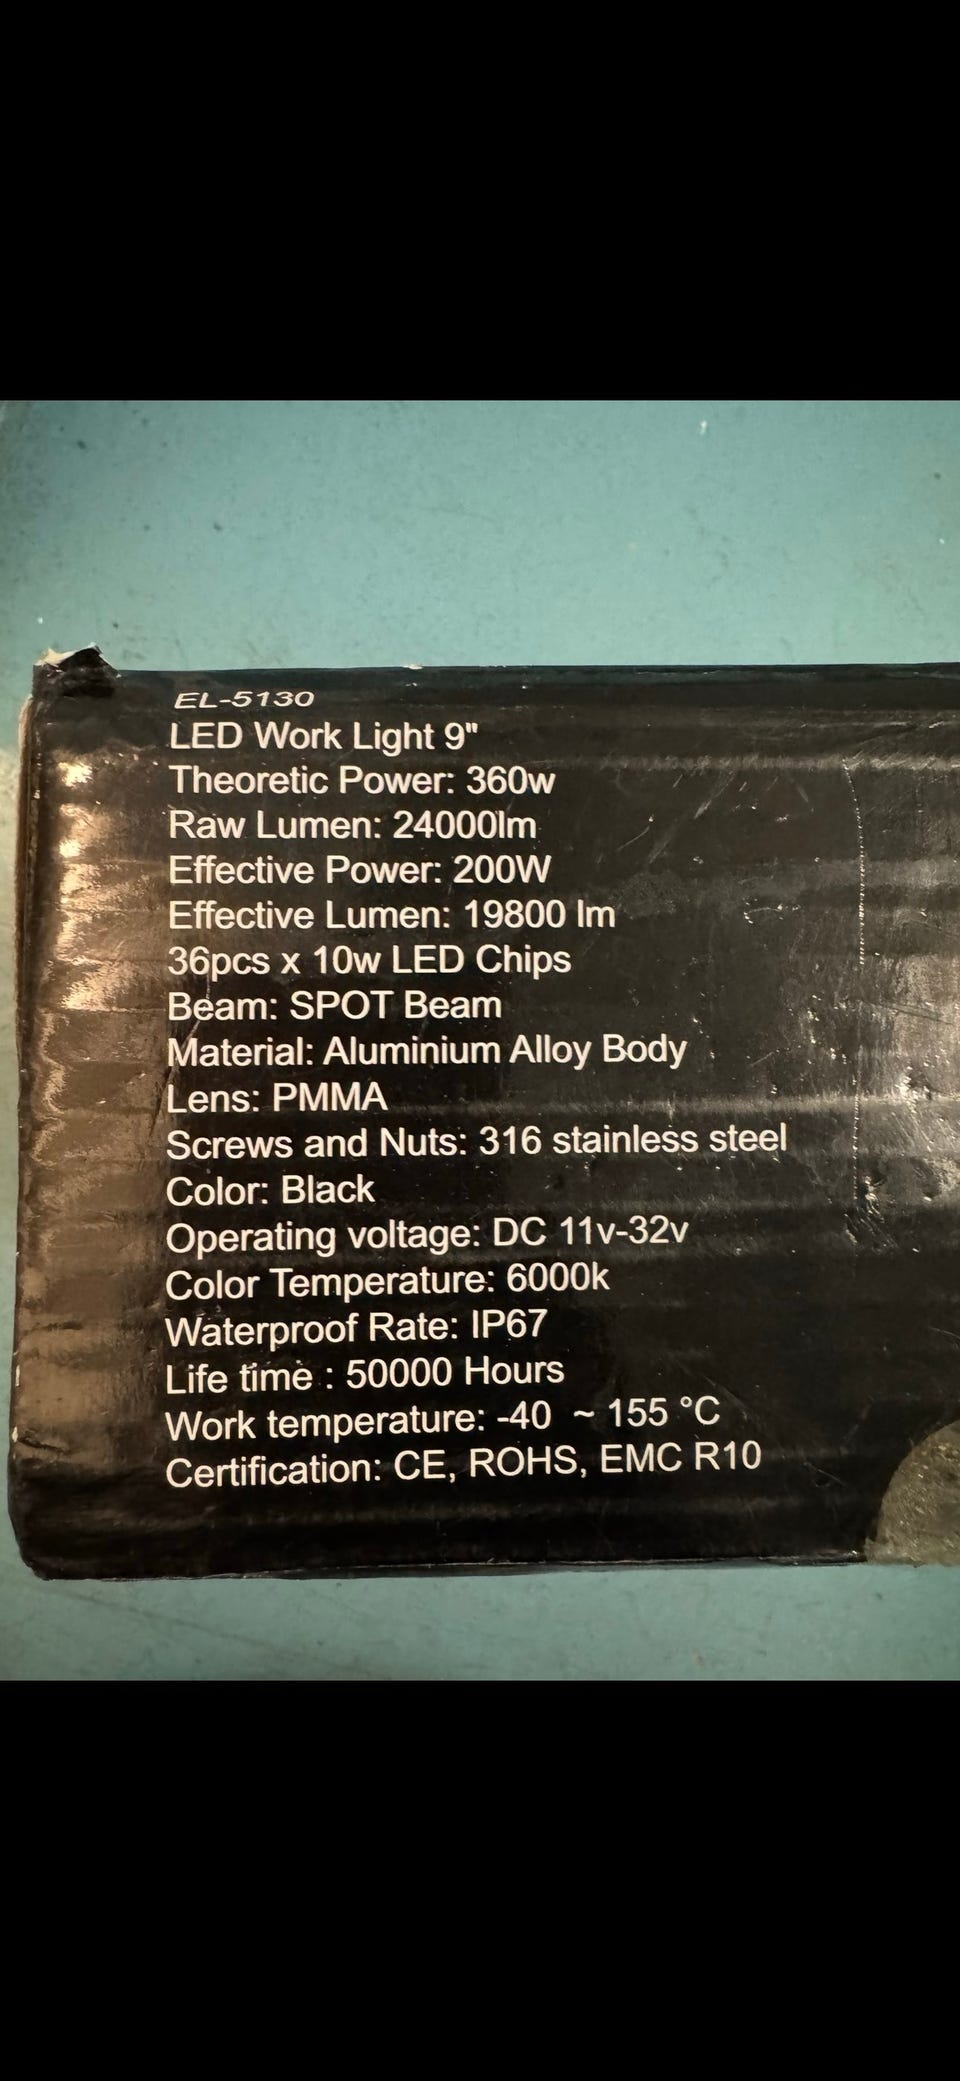 EL-5130
LED Work Light 9"
Theoretic Power: 360w
Raw Lumen: 24000lm
Effective Power: 200W
Effective Lumen: 19800 lm
36pcs x 10w LED Chips
Beam: SPOT Beam
Material: Aluminium Alloy Body
Lens: PMMA
Screws and Nuts: 316 stainless steel
Color: Black
Operating voltage: DC 11v-32v
Color Temperature: 6000k
Waterproof Rate: IP67
Life time : 50000 Hours
Work temperature: -40 ~ 155 °C
Certification: CE, ROHS, EMC R10